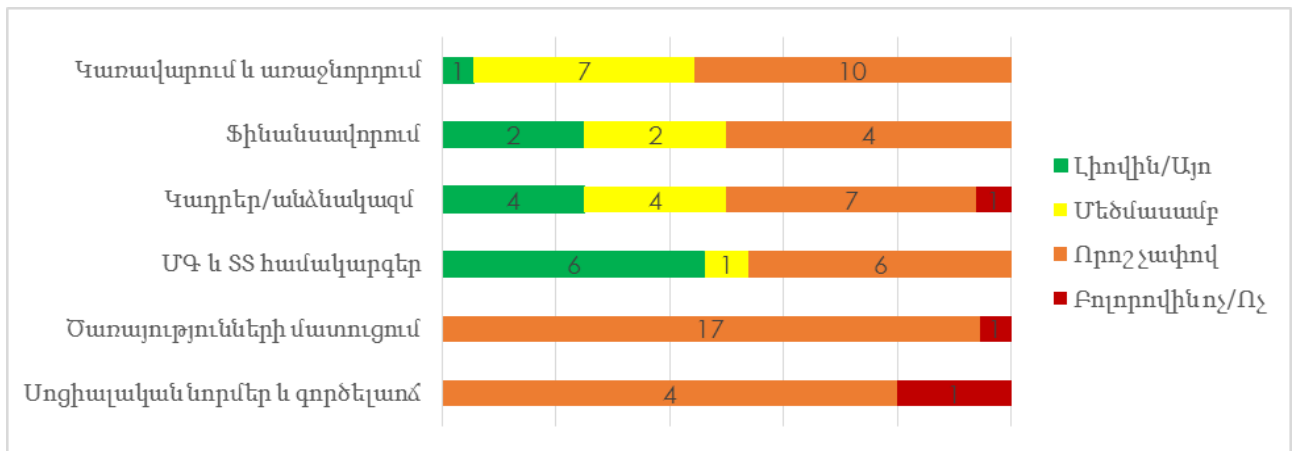 Կառավարում և առաջնորդում
1 7 10
Ֆինանսավորում
2 2 4
Կադրեր/անձնակազմ
4 4 7 1
ՄԳ և ՏՏ համակարգեր
6 1 6
Ծառայությունների մատուցում
17 1
Սոցիալական նորմեր և գործելաոճ
4 1
Լիովին/Այո
Մեծմասամբ
Որոշ չափով
Բոլորովին ոչ/Ոչ